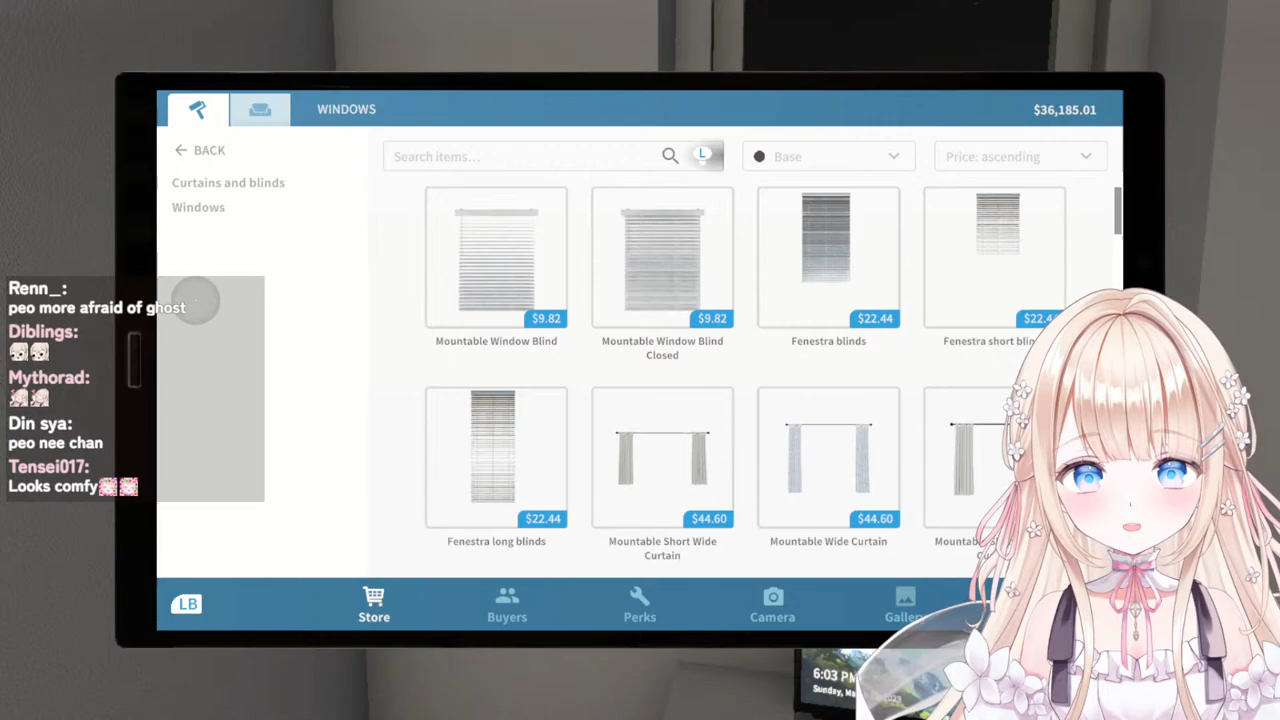 WINDOWS
$36,185.01
BACK
Curtains and blinds
Windows
Search items...
L
Base
Price: ascending
$9.82
$9.82
$22.44
Mountable Window Blind
Mountable Window Blind
Closed
Fenestra blinds
Fenestra short
$22.44
$44.60
$44.60
Fenestra long blinds
Mountable Short Wide
Curtain
Mountable Wide Curtain
LB
Store
Buyers
Perks
Camera
Renn_:
peo more afraid of ghost
Diblings:
Mythorad:
Din sya:
peo nee chan
Tensei017:
Looks comfy
6:03 PM
Sunday,